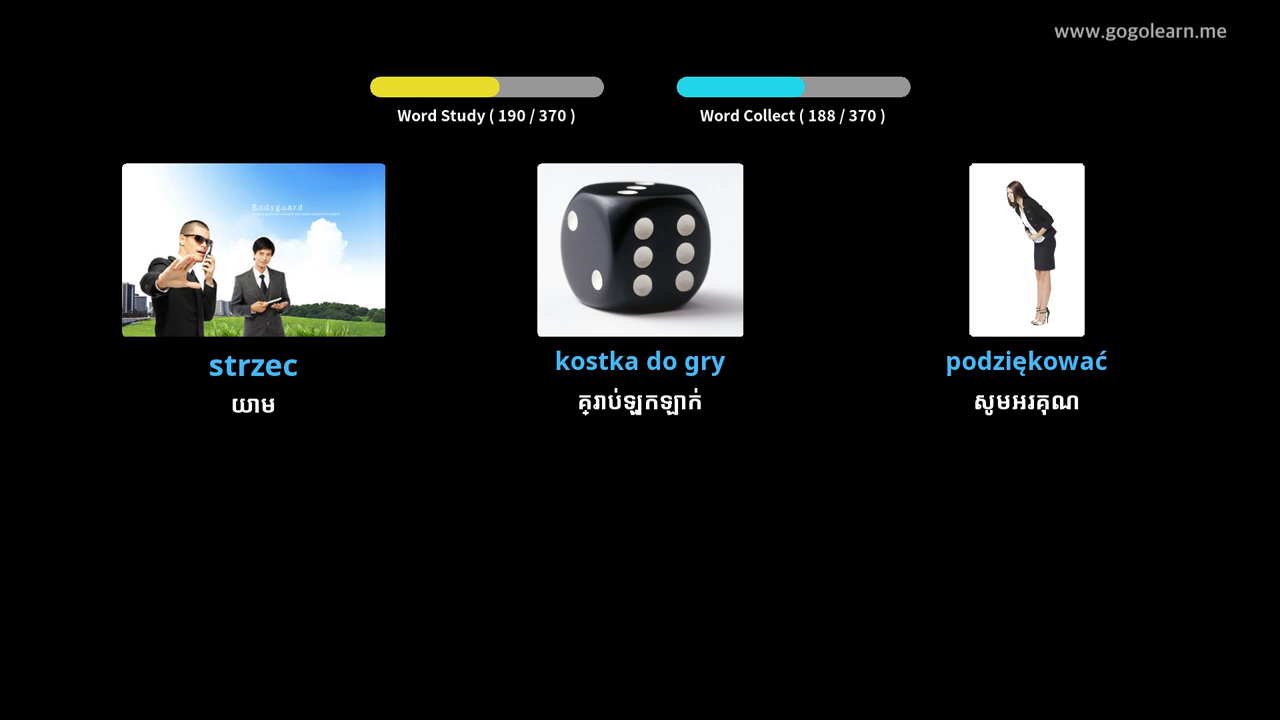 www.gogolearn.me
Word Study ( 190 / 370 )
Word Collect ( 188 / 370 )
Bodyguard
strzec
kostka do gry
podziękować
យាម
គ្រាប់ឡុកឡាក់
សូមអរគុណ